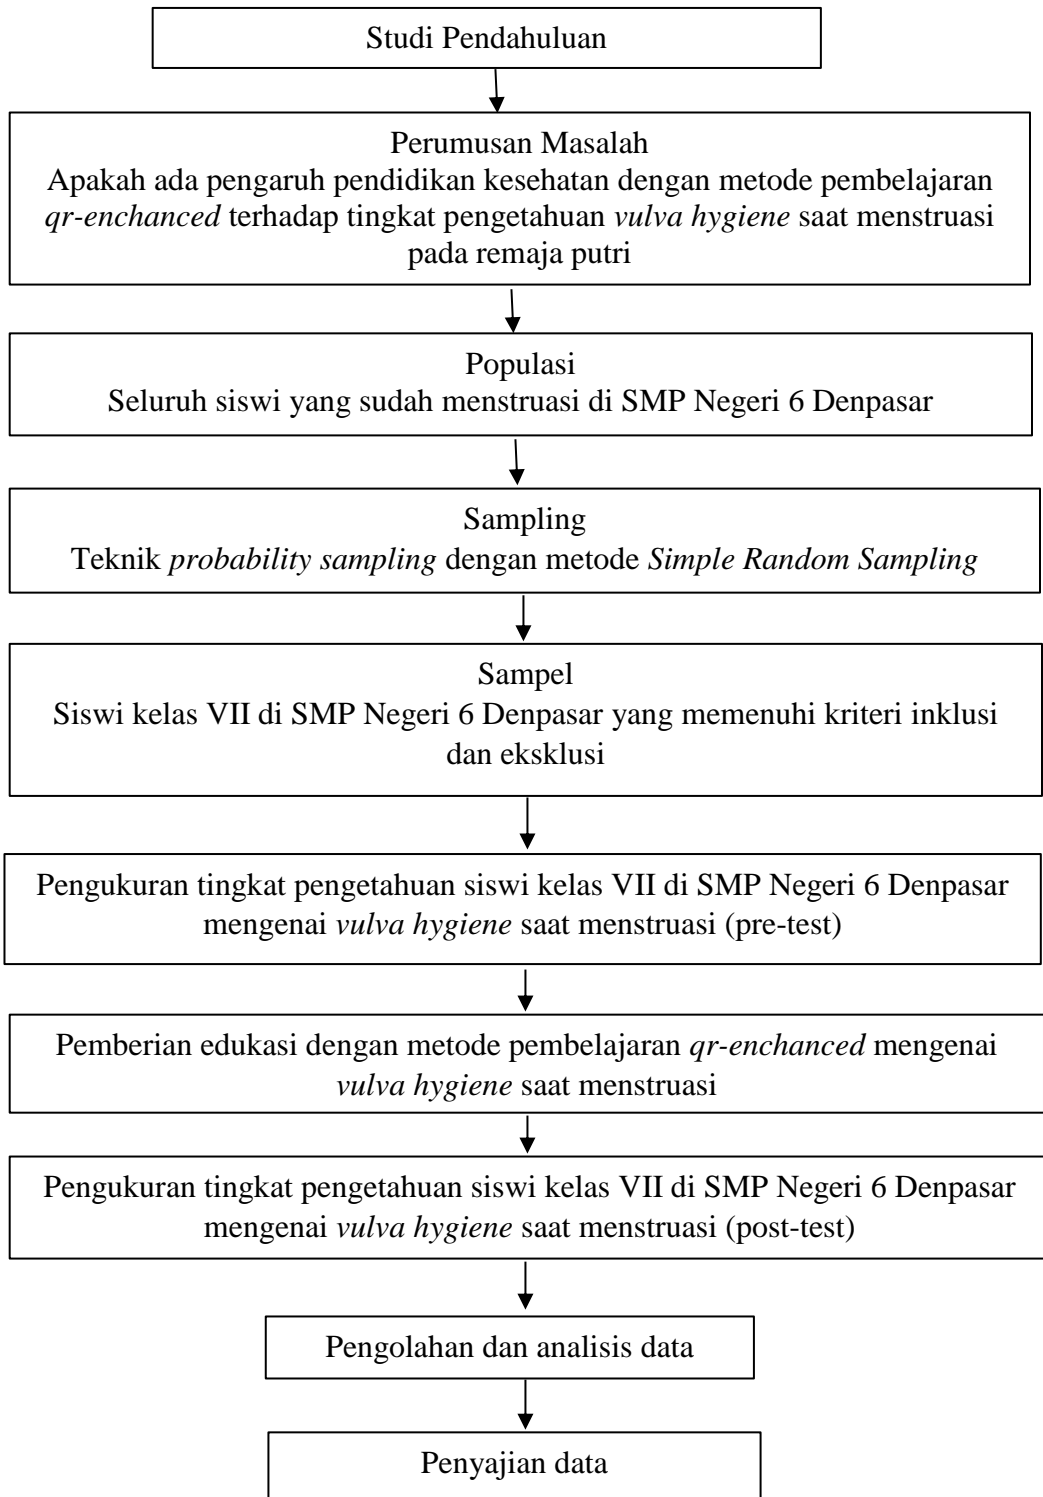 Studi Pendahuluan
Perumusan Masalah
Apakah ada pengaruh pendidikan kesehatan dengan metode pembelajaran
qr-enchanced terhadap tingkat pengetahuan vulva hygiene saat menstruasi
pada remaja putri
Populasi
Seluruh siswi yang sudah menstruasi di SMP Negeri 6 Denpasar
Sampling
Teknik probability sampling dengan metode Simple Random Sampling
Sampel
Siswi kelas VII di SMP Negeri 6 Denpasar yang memenuhi kriteri inklusi
dan eksklusi
Pengukuran tingkat pengetahuan siswi kelas VII di SMP Negeri 6 Denpasar
mengenai vulva hygiene saat menstruasi (pre-test)
Pemberian edukasi dengan metode pembelajaran qr-enchanced mengenai
vulva hygiene saat menstruasi
Pengukuran tingkat pengetahuan siswi kelas VII di SMP Negeri 6 Denpasar
mengenai vulva hygiene saat menstruasi (post-test)
Pengolahan dan analisis data
Penyajian data